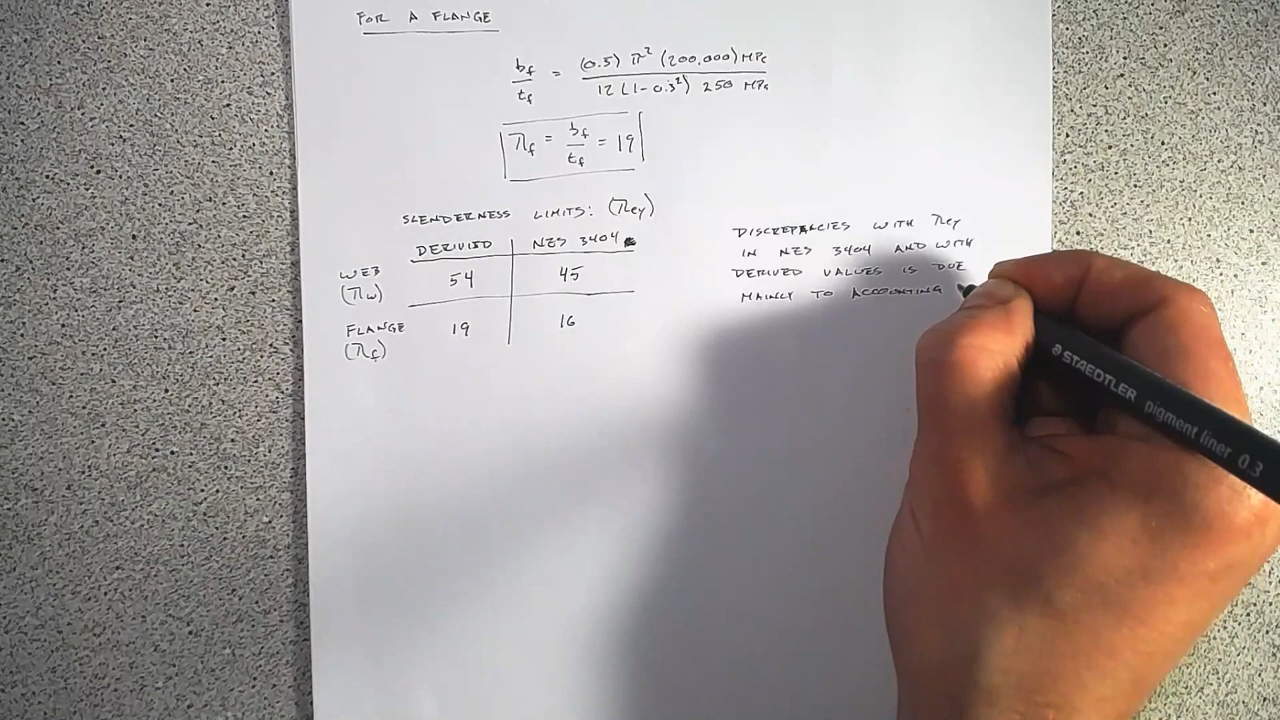 FOR A FLANGE
bf/tf = (0.5) π² (200,000) MPa / 12 (1-0.3²) 250 MPa
λf = bf/tf = 19
SLENDERNESS LIMITS: (λey)
DERIVED NZS 3404
WEB (λw) 54 45
FLANGE (λf) 19 16
DISCREPANCIES WITH λey
IN NZS 3404 AND WITH
DERIVED VALUES IS DUE
MAINLY TO ACCOUNTING
STAEDTLER pigment liner 0.3